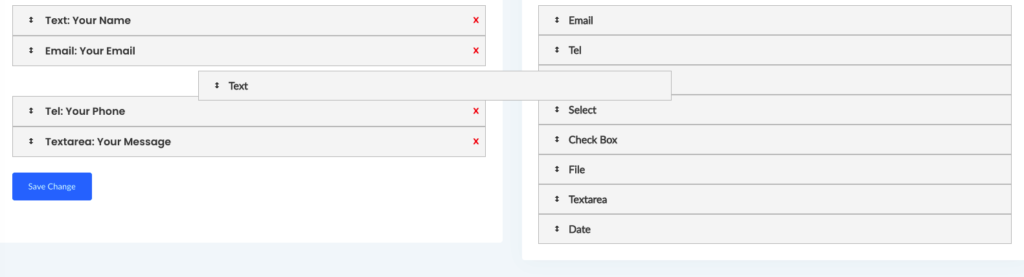 Text: Your Name X
Email: Your Email X
Text
Tel: Your Phone X
Textarea: Your Message X
Save Change
Email
Tel
Select
Check Box
File
Textarea
Date